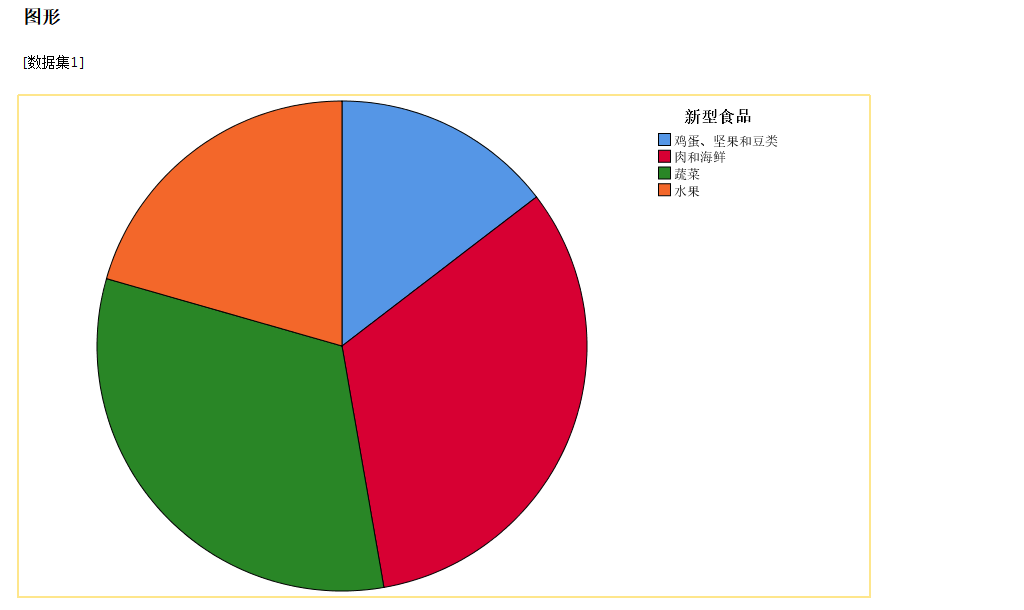 图形
[数据集1]
新型食品
鸡蛋、坚果和豆类
肉和海鲜
蔬菜
水果